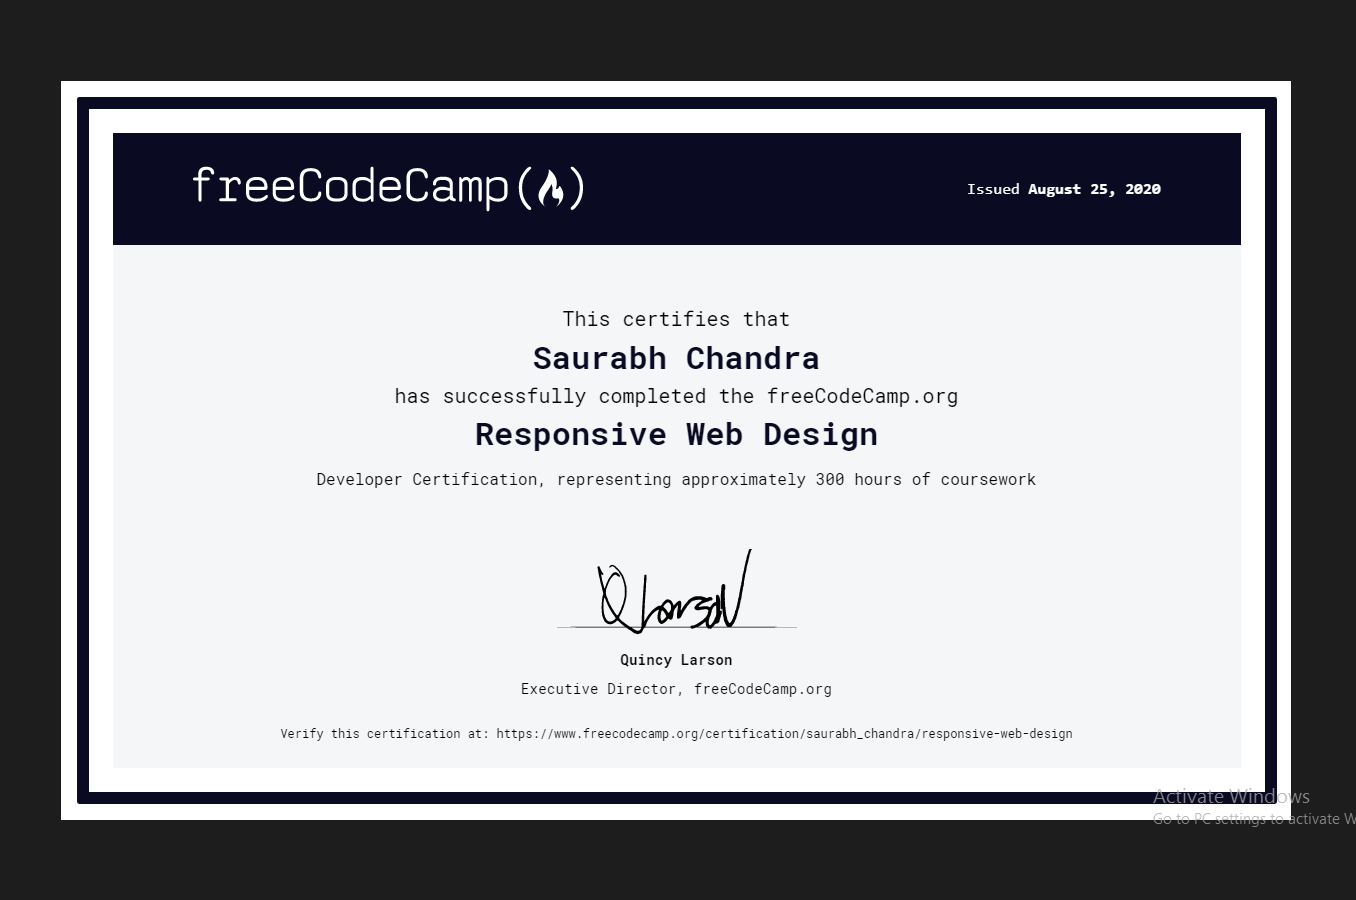 freeCodeCamp
Issued August 25, 2020
This certifies that
Saurabh Chandra
has successfully completed the freeCodeCamp.org
Responsive Web Design
Developer Certification, representing approximately 300 hours of coursework
Q Larson
Quincy Larson
Executive Director, freeCodeCamp.org
Verify this certification at: https://www.freecodecamp.org/certification/saurabh_chandra/responsive-web-design
Activate Windows
Go to PC settings to activate W